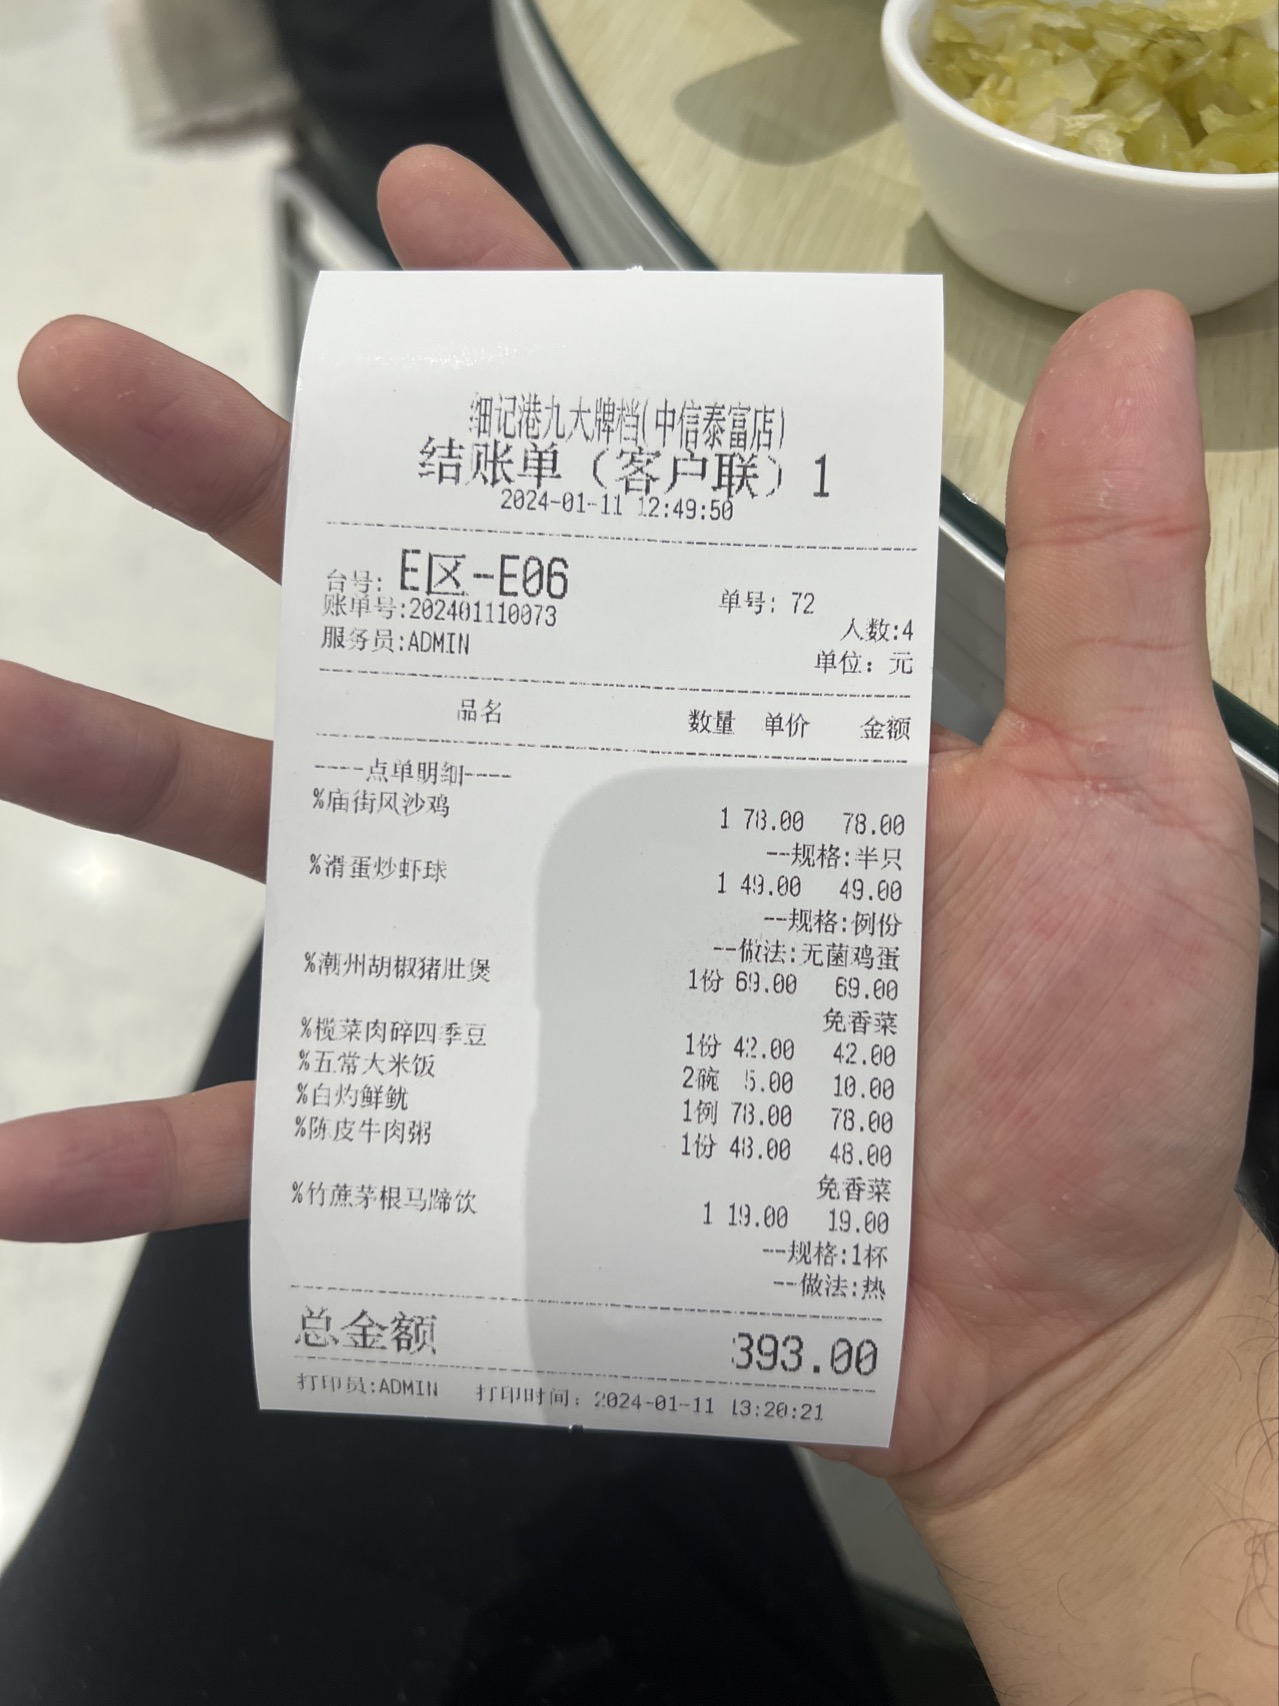 细记港九大牌档(中信泰富店)
结账单（客户联）1
2024-01-11 12:49:50
台号: E区-E06 单号: 72
账单号:202401110073 人数:4
服务员:ADMIN 单位: 元
品名 数量 单价 金额
----点单明细----
%庙街风沙鸡
1 78.00 78.00
--规格:半只
%滑蛋炒虾球
1 49.00 49.00
--规格:例份
--做法:无菌鸡蛋
%潮州胡椒猪肚煲
1份 69.00 69.00
免香菜
%榄菜肉碎四季豆 1份 42.00 42.00
%五常大米饭 2碗 5.00 10.00
%白灼鲜鱿 1例 78.00 78.00
%陈皮牛肉粥 1份 48.00 48.00
免香菜
%竹蔗茅根马蹄饮 1 19.00 19.00
--规格:1杯
--做法:热
总金额 393.00
打印员:ADMIN 打印时间: 2024-01-11 13:20:21